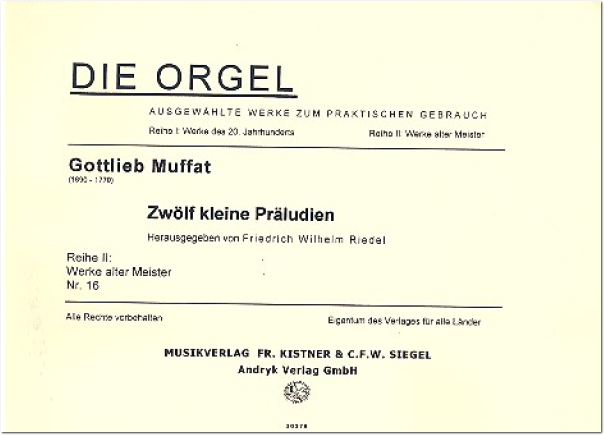 DIE ORGEL
AUSGEWÄHLTE WERKE ZUM PRAKTISCHEN GEBRAUCH
Reihe I: Werke des 20. Jahrhunderts Reihe II: Werke alter Meister
Gottlieb Muffat
(1690 - 1770)
Zwölf kleine Präludien
Herausgegeben von Friedrich Wilhelm Riedel
Reihe II:
Werke alter Meister
Nr. 16
Alle Rechte vorbehalten Eigentum des Verlages für alle Länder
MUSIKVERLAG FR. KISTNER & C.F.W. SIEGEL
Andryk Verlag GmbH